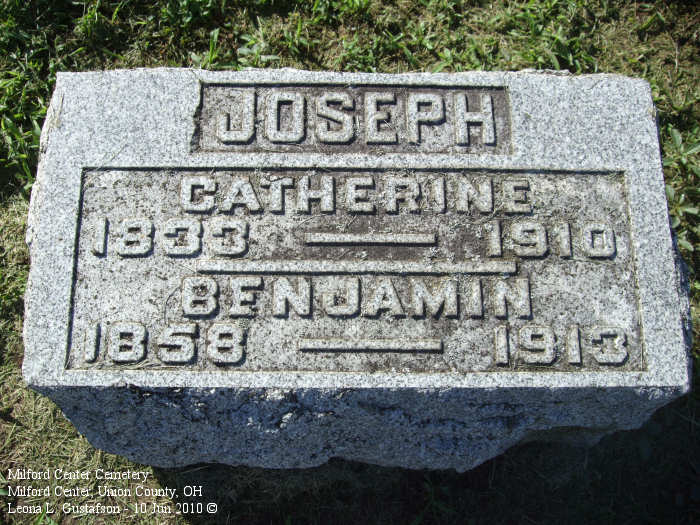 JOSEPH
CATHERINE
1833 — 1910
BENJAMIN
1858 — 1913
Milford Center Cemetery
Milford Center, Union County, OH
Leona L. Gustafson - 10 Jun 2010 ©